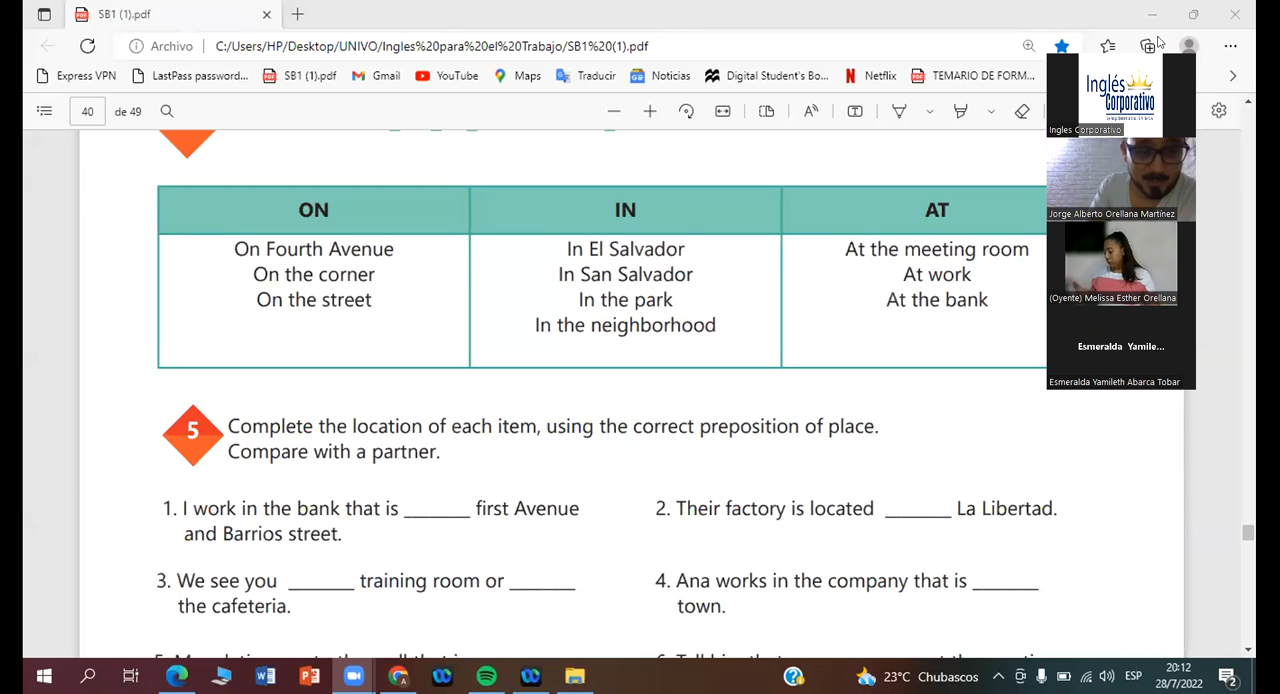 SB1 (1).pdf
Archivo
C:/Users/HP/Desktop/UNIVO/Ingles%20para%20el%20Trabajo/SB1%20(1).pdf
Express VPN
LastPass password...
SB1 (1).pdf
Gmail
YouTube
Maps
Traducir
Noticias
Digital Student's Bo...
Netflix
TEMARIO DE FORM...
40 de 49
Inglés
Corporativo
Ingles Corporativo
Jorge Alberto Orellana Martínez
(Oyente) Melissa Esther Orellana
Esmeralda Yamile...
Esmeralda Yamileth Abarca Tobar
ON IN AT
On Fourth Avenue In El Salvador At the meeting room
On the corner In San Salvador At work
On the street In the park At the bank
In the neighborhood
5 Complete the location of each item, using the correct preposition of place.
Compare with a partner.
1. I work in the bank that is _______ first Avenue
and Barrios street.
2. Their factory is located _______ La Libertad.
3. We see you _______ training room or _______
the cafeteria.
4. Ana works in the company that is _______
town.
23°C Chubascos
ESP
20:12
28/7/2022
2